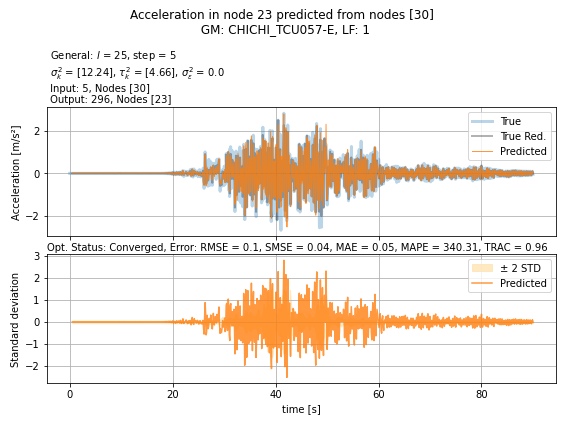 Acceleration in node 23 predicted from nodes [30]
GM: CHICHI_TCU057-E, LF: 1
General: l = 25, step = 5
σ²ₖ = [12.24], τ²ₖ = [4.66], σ²ε = 0.0
Input: 5, Nodes [30]
Output: 296, Nodes [23]
Acceleration [m/s²]
2
0
−2
True
True Red.
Predicted
Opt. Status: Converged, Error: RMSE = 0.1, SMSE = 0.04, MAE = 0.05, MAPE = 340.31, TRAC = 0.96
Standard deviation
3
2
1
0
−1
−2
± 2 STD
Predicted
0 20 40 60 80
time [s]